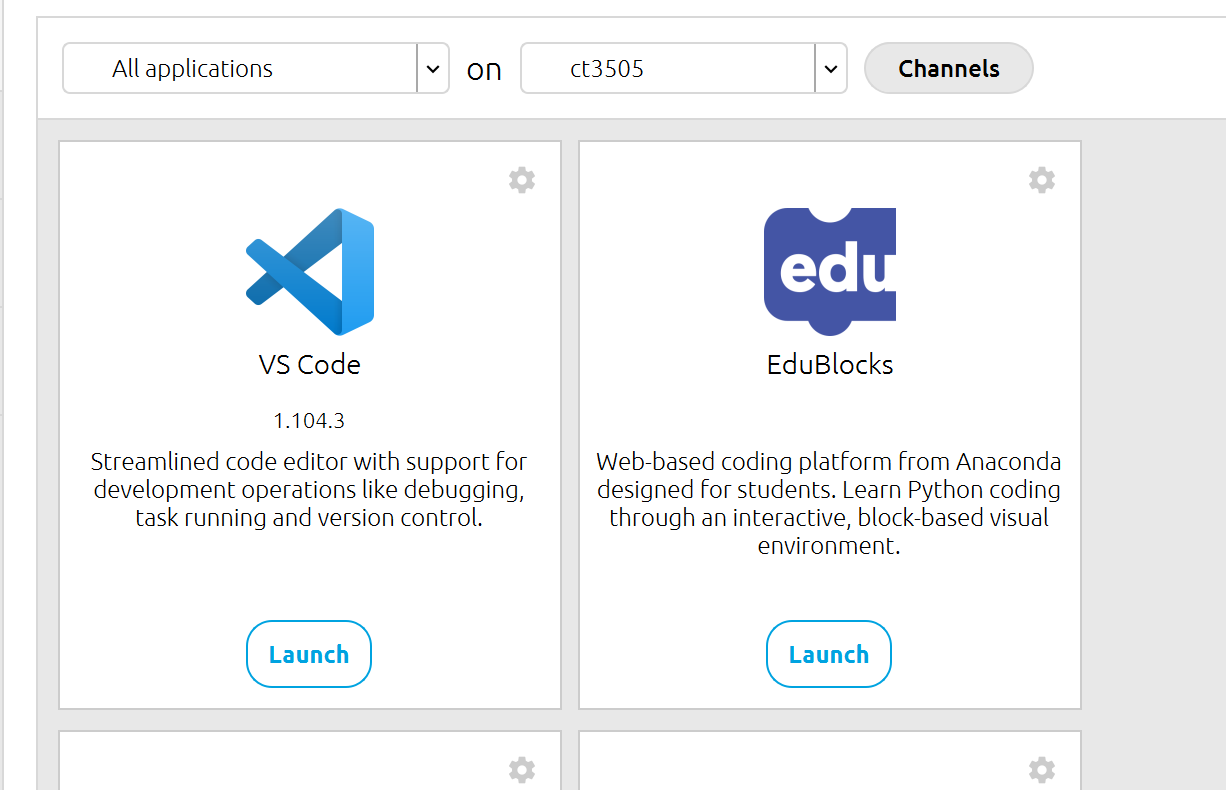 All applications on ct3505 Channels
edu
VS Code
1.104.3
Streamlined code editor with support for
development operations like debugging,
task running and version control.
Launch
EduBlocks
Web-based coding platform from Anaconda
designed for students. Learn Python coding
through an interactive, block-based visual
environment.
Launch